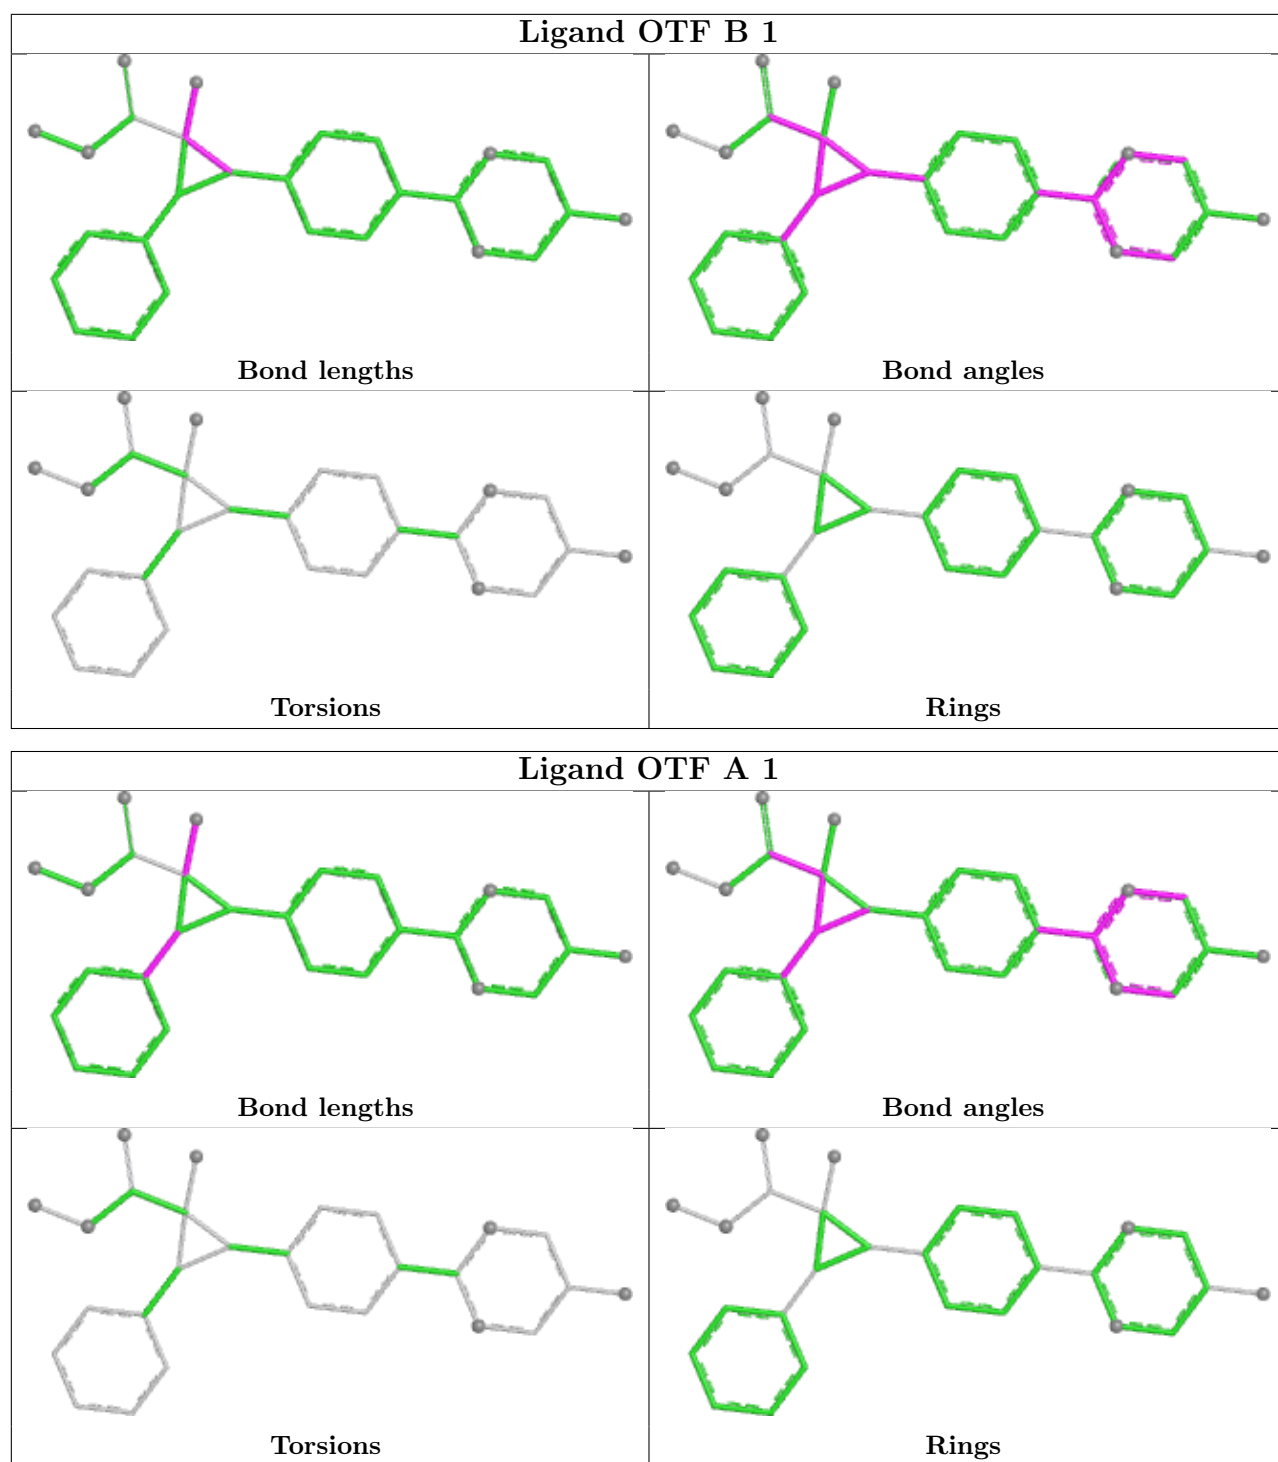 Ligand OTF B 1
Bond lengths
Bond angles
Torsions
Rings
Ligand OTF A 1
Bond lengths
Bond angles
Torsions
Rings